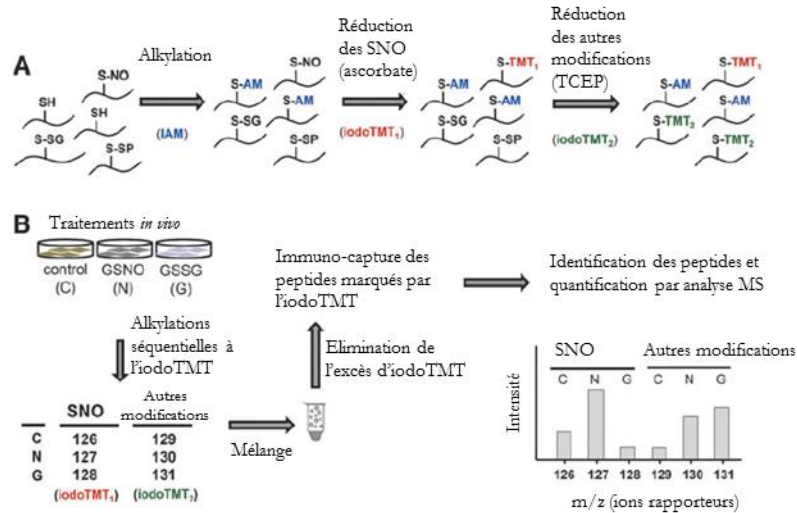 A
Alkylation
(IAM)
Réduction
des SNO
(ascorbate)
(iodoTMT₁)
Réduction
des autres
modifications
(TCEP)
(iodoTMT₂)
S-NO
SH
SH
S-SG
S-SP
S-NO
S-AM
S-AM
S-SG
S-SP
S-TMT₁
S-AM
S-AM
S-SG
S-SP
S-TMT₁
S-AM
S-AM
S-TMT₂
S-TMT₂
B
Traitements in vivo
control GSNO GSSG
(C) (N) (G)
Alkylations
séquentielles à
l'iodoTMT
SNO
Autres
modifications
C 126 129
N 127 130
G 128 131
(iodoTMT₁) (iodoTMT₂)
Mélange
Elimination de
l'excès d'iodoTMT
Immuno-capture des
peptides marqués par
l'iodoTMT
Identification des peptides et
quantification par analyse MS
SNO Autres modifications
C N G C N G
Intensité
126 127 128 129 130 131
m/z (ions rapporteurs)